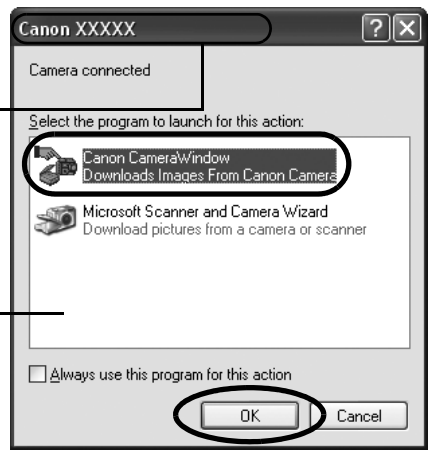 Canon XXXXX
Camera connected
Select the program to launch for this action:
Canon CameraWindow
Downloads Images From Canon Camera
Microsoft Scanner and Camera Wizard
Download pictures from a camera or scanner
Always use this program for this action
OK
Cancel